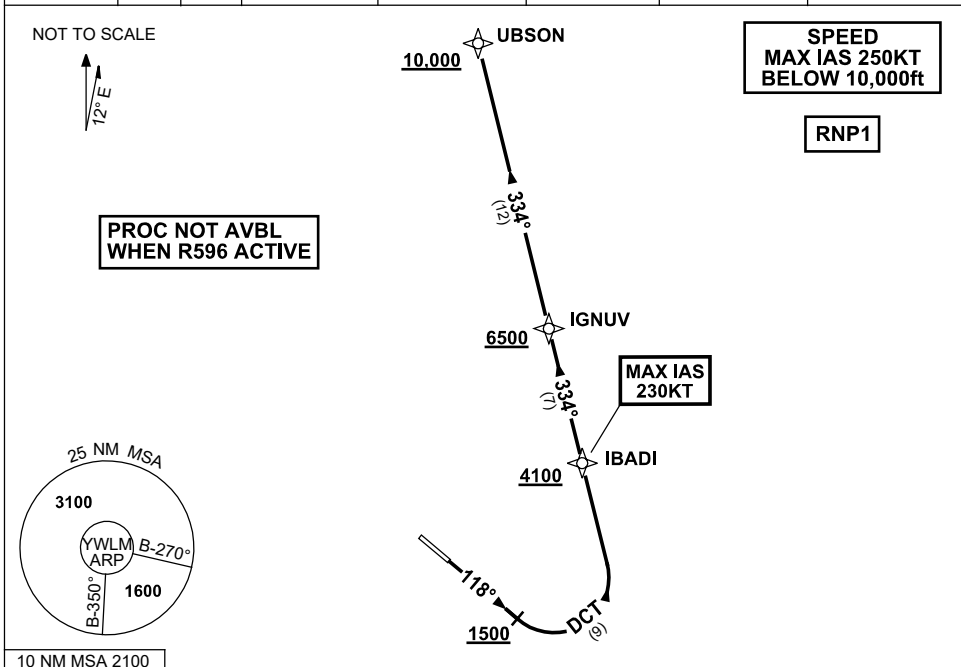 NOT TO SCALE
12° E
UBSON
10,000
SPEED
MAX IAS 250KT
BELOW 10,000ft
RNP1
334°
(12)
PROC NOT AVBL
WHEN R596 ACTIVE
IGNUV
6500
MAX IAS
230KT
334°
(7)
IBADI
4100
25 NM MSA
3100
YWLM
ARP
B-270°
B-350°
1600
118°
1500
DCT
(9)
10 NM MSA 2100